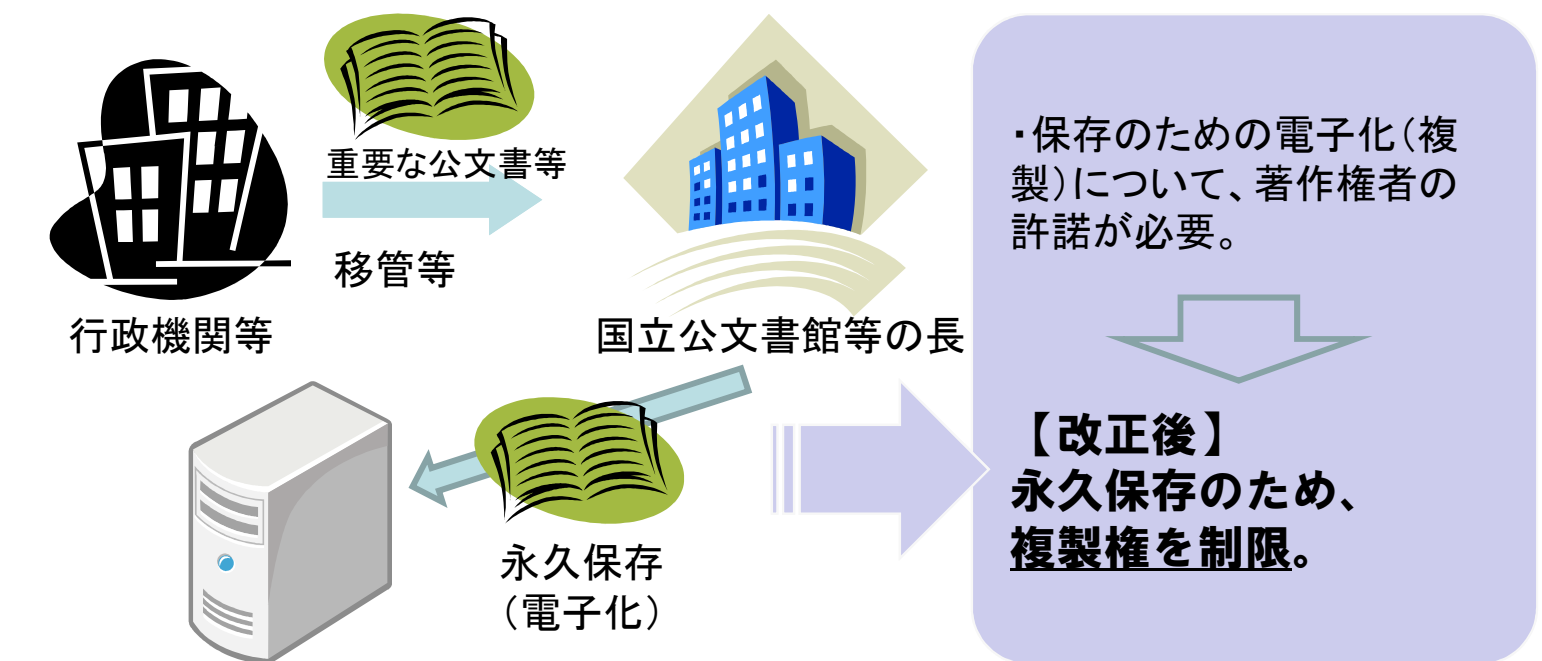 重要な公文書等
移管等
行政機関等
国立公文書館等の長
永久保存
（電子化）
・保存のための電子化（複
製）について、著作権者の
許諾が必要。
【改正後】
永久保存のため、
複製権を制限。